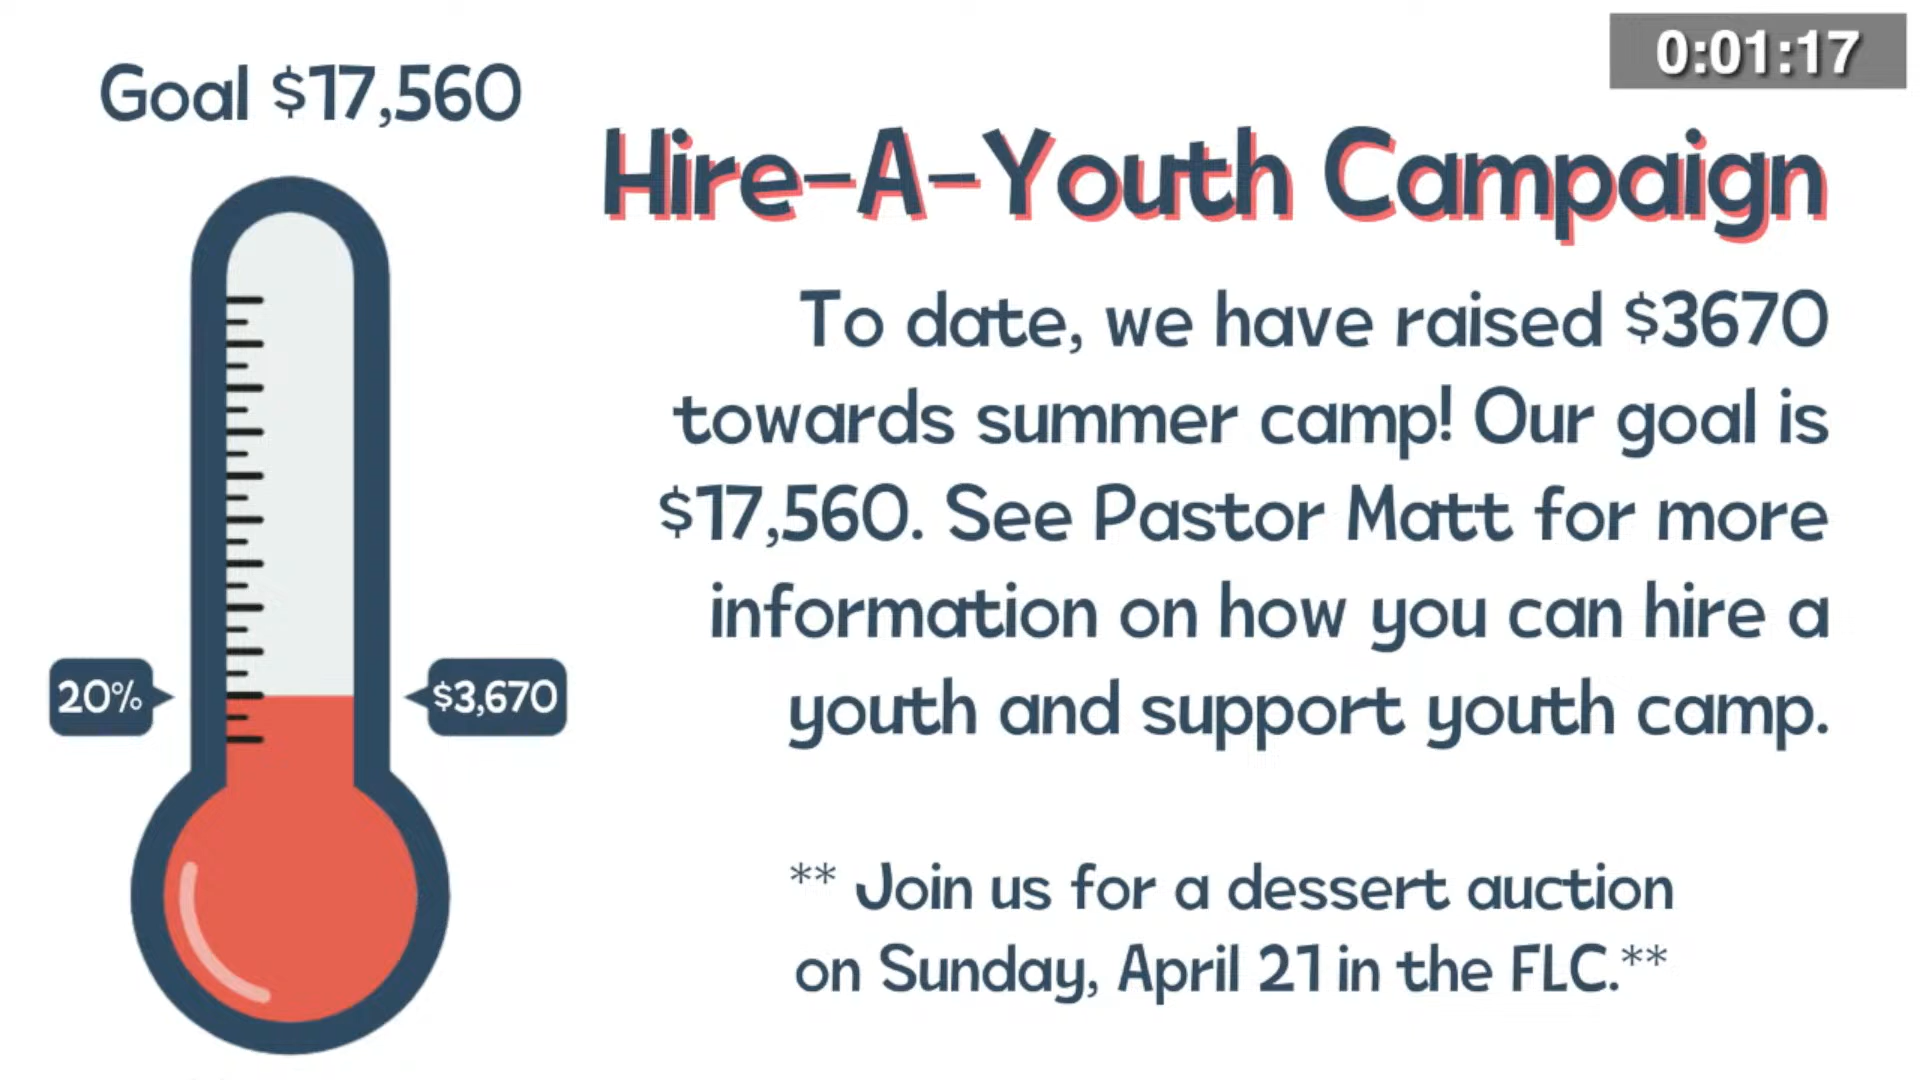 0:01:17
Goal $17,560
Hire-A-Youth Campaign
To date, we have raised $3670
towards summer camp! Our goal is
$17,560. See Pastor Matt for more
information on how you can hire a
youth and support youth camp.
20%
$3,670
** Join us for a dessert auction
on Sunday, April 21 in the FLC.**